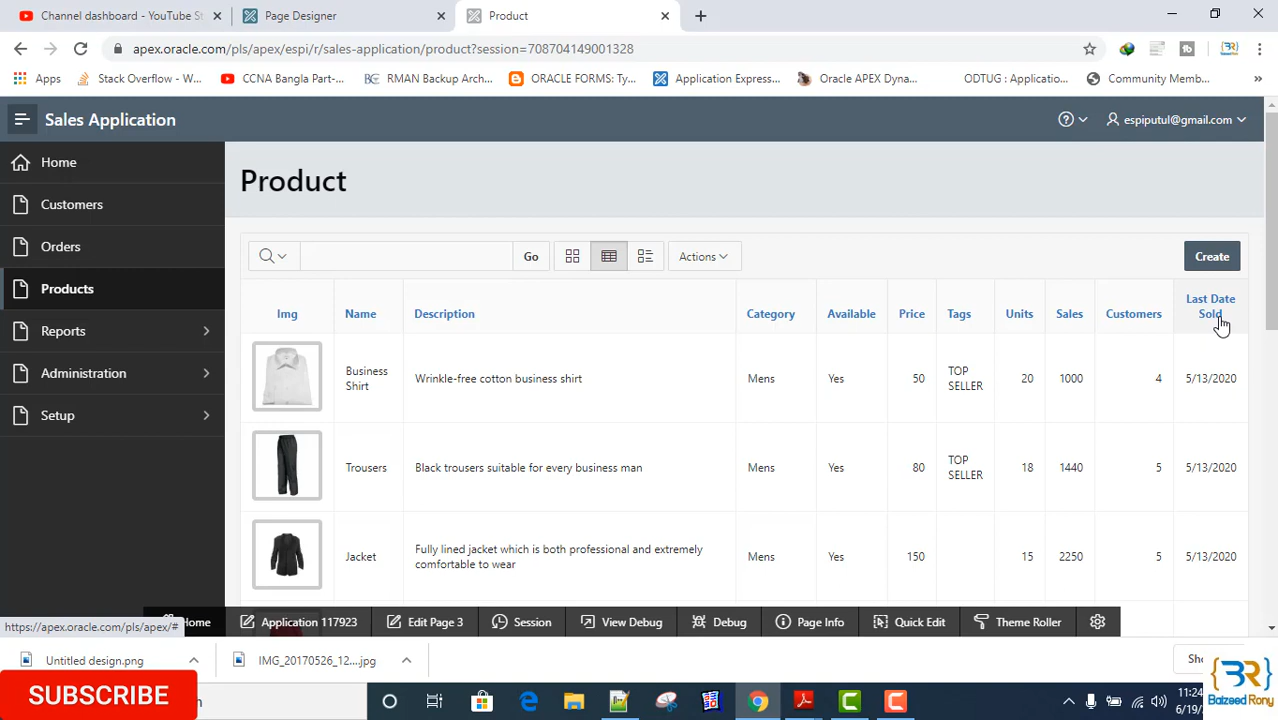 Channel dashboard - YouTube St
Page Designer
Product
apex.oracle.com/pls/apex/espi/r/sales-application/product?session=708704149001328
Apps
Stack Overflow - W...
CCNA Bangla Part-...
RMAN Backup Arch...
ORACLE FORMS: Ty...
Application Express...
Oracle APEX Dyna...
ODTUG : Applicatio...
Community Memb...
»
Sales Application
espiputul@gmail.com
Home
Customers
Orders
Products
Reports
Administration
Setup
Product
Go
Actions
Create
Img
Name
Description
Category
Available
Price
Tags
Units
Sales
Customers
Last Date
Sold
Business
Shirt
Wrinkle-free cotton business shirt
Mens
Yes
50
TOP
SELLER
20
1000
4
5/13/2020
Trousers
Black trousers suitable for every business man
Mens
Yes
80
TOP
SELLER
18
1440
5
5/13/2020
Jacket
Fully lined jacket which is both professional and extremely
comfortable to wear
Mens
Yes
150
15
2250
5
5/13/2020
https://apex.oracle.com/pls/apex/#
Home
Application 117923
Edit Page 3
Session
View Debug
Debug
Page Info
Quick Edit
Theme Roller
Untitled design.png
IMG_20170526_12....jpg
Sho
SUBSCRIBE
11:24
6/19/
BR
Baizeed Rony